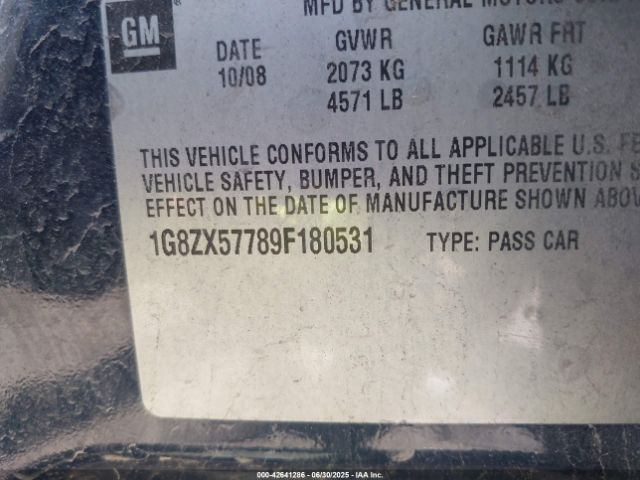 GM
MFD BY GENERAL MOTORS
DATE GVWR GAWR FRT
10/08 2073 KG 1114 KG
4571 LB 2457 LB
THIS VEHICLE CONFORMS TO ALL APPLICABLE U.S.
VEHICLE SAFETY, BUMPER, AND THEFT PREVENTION
EFFECT ON THE DATE OF MANUFACTURE SHOWN
1G8ZX57789F180531 TYPE: PASS CAR
000-42641286 - 06/30/2025 - IAA Inc.